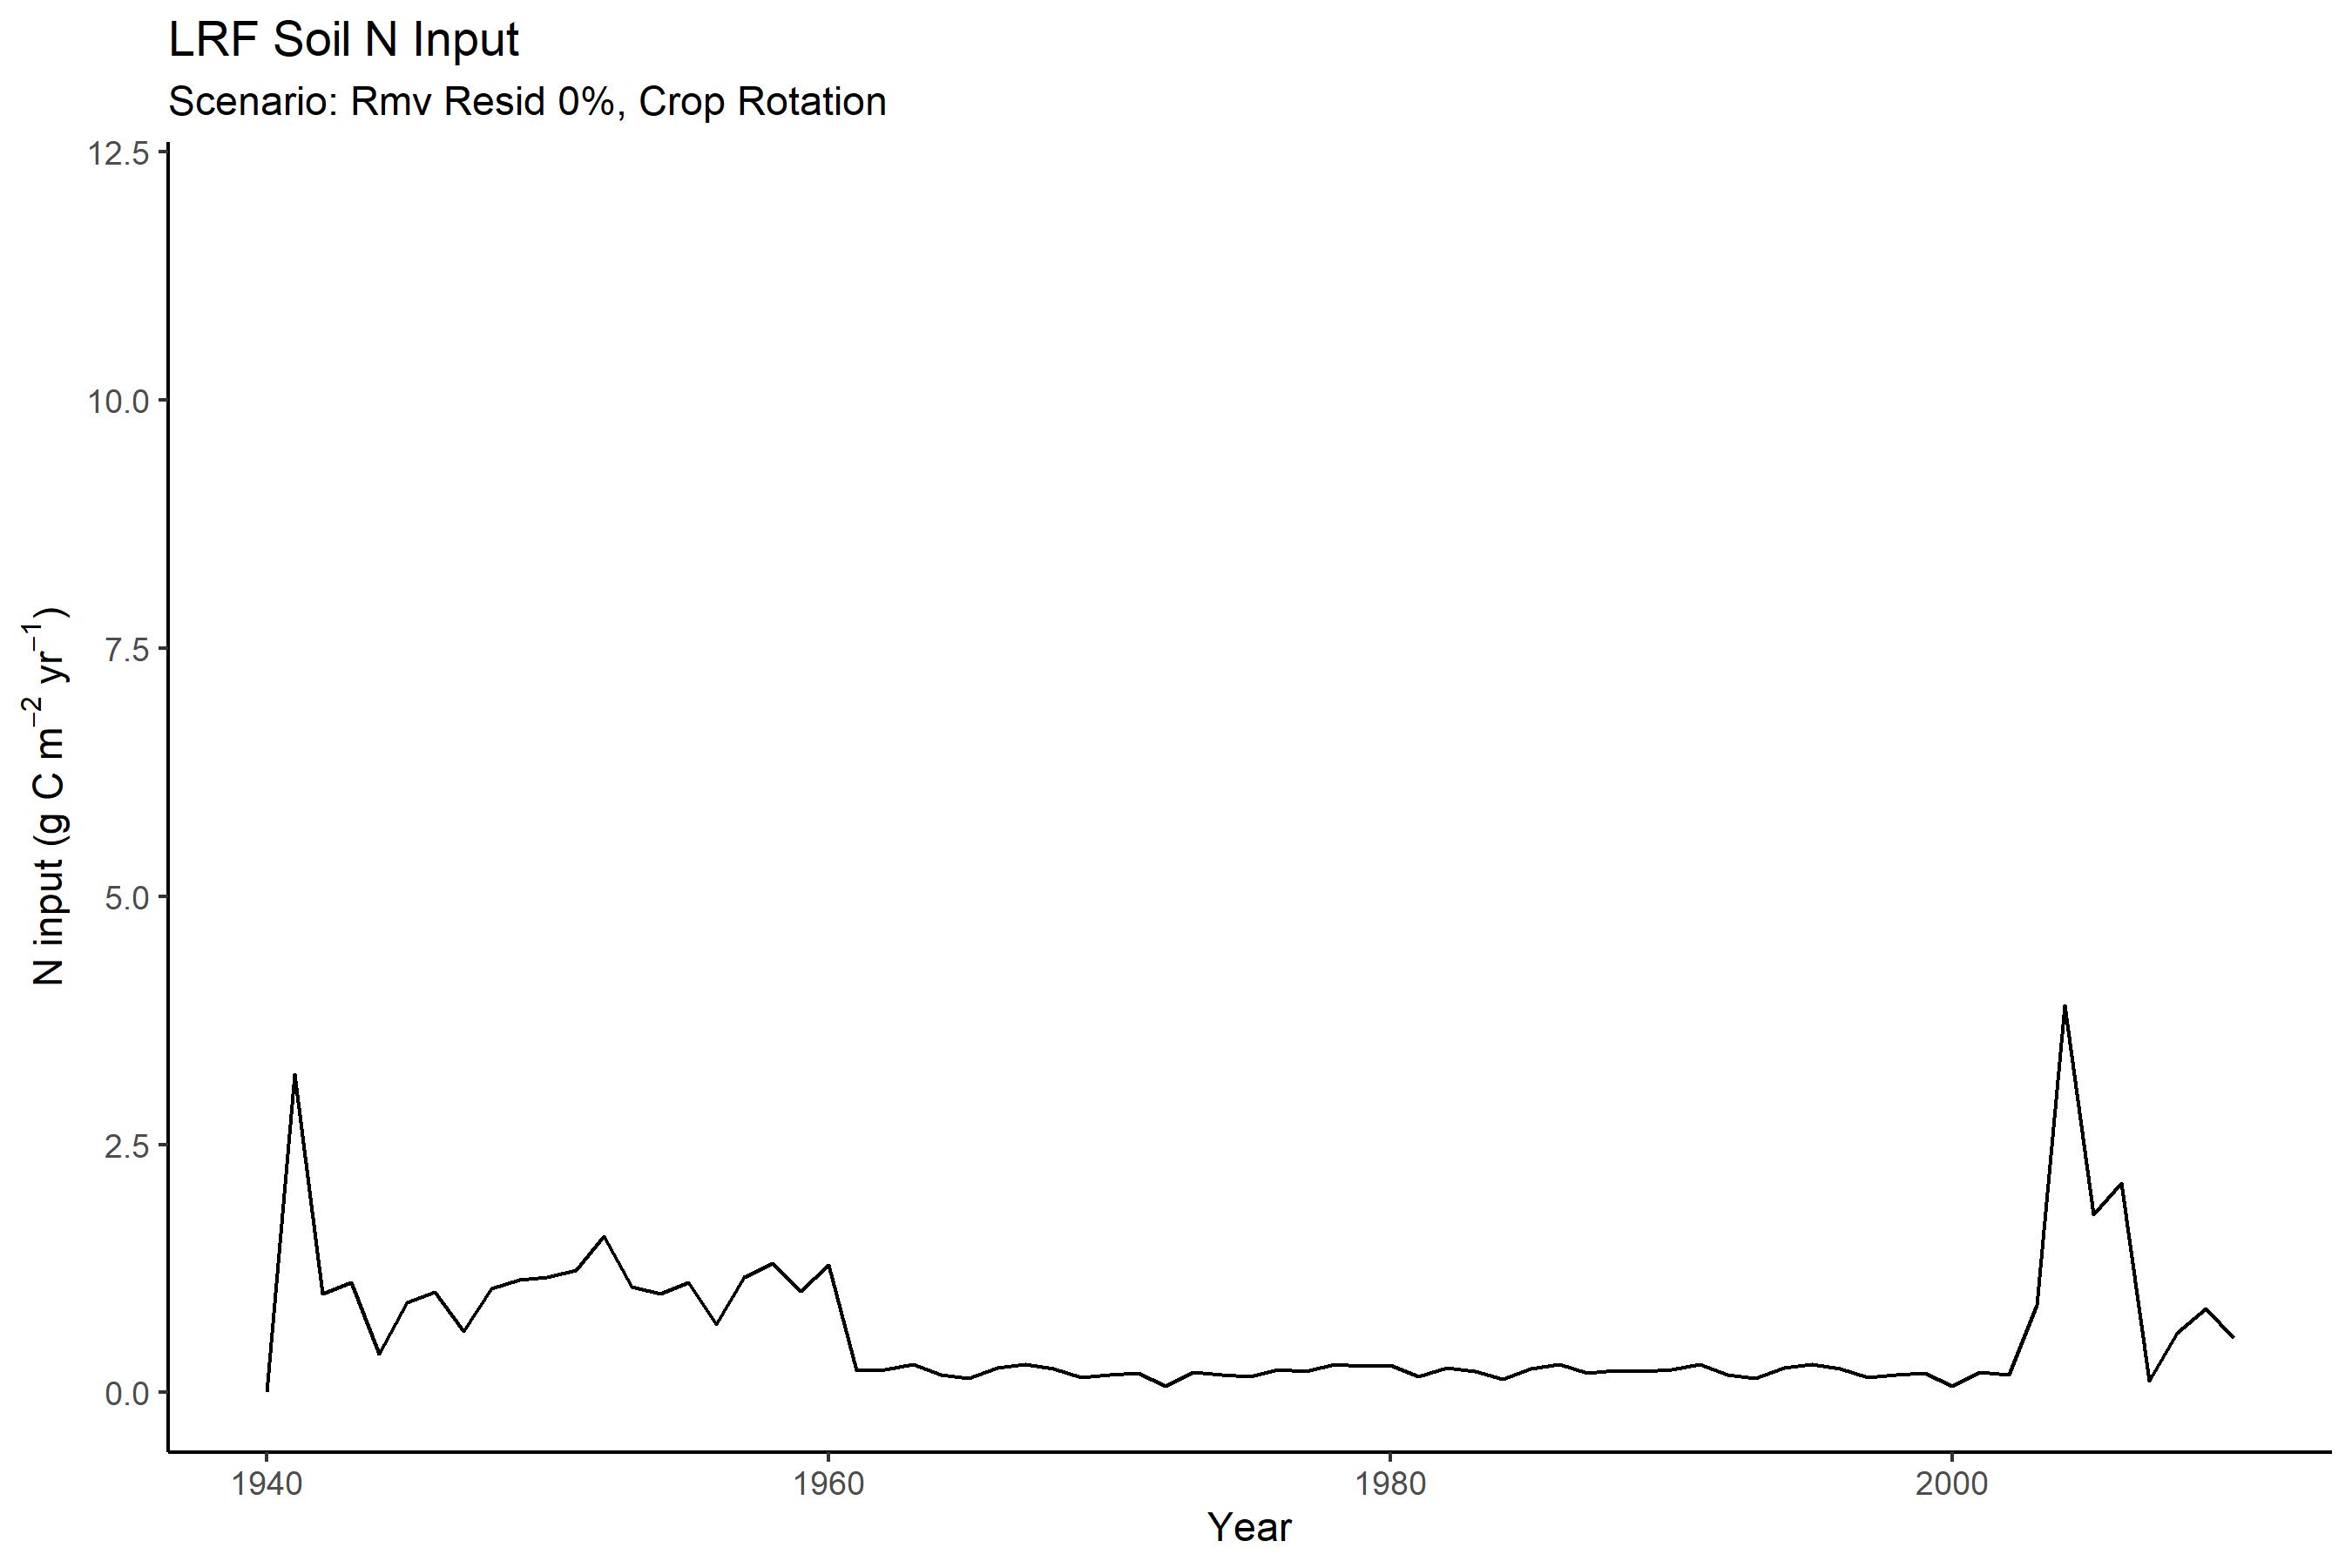 LRF Soil N Input
Scenario: Rmv Resid 0%, Crop Rotation
12.5
10.0
7.5
5.0
2.5
0.0
N input (g C m⁻² yr⁻¹)
1940 1960 1980 2000
Year